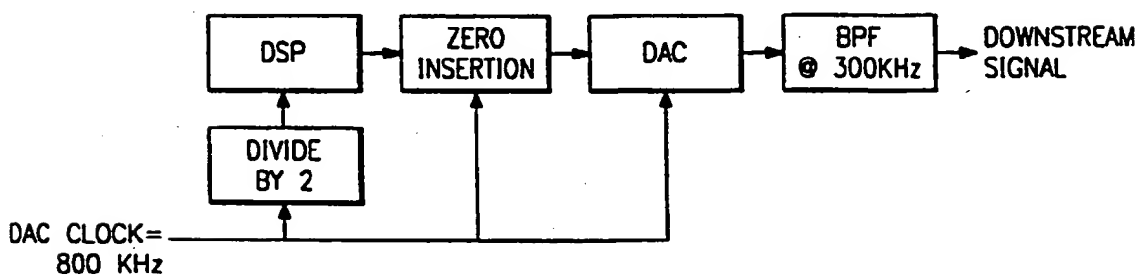 DSP
ZERO
INSERTION
DAC
BPF
@ 300KHz
DOWNSTREAM
SIGNAL
DIVIDE
BY 2
DAC CLOCK=
800 KHz